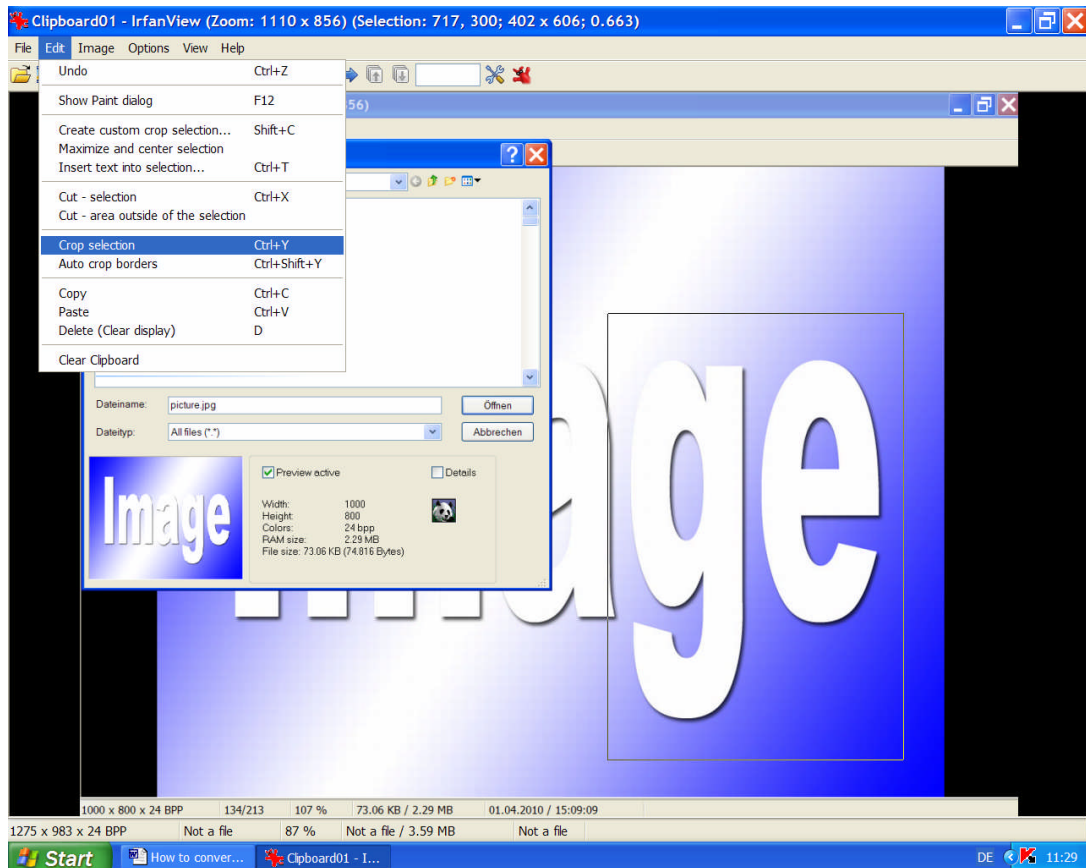 Clipboard01 - IrfanView (Zoom: 1110 x 856) (Selection: 717, 300; 402 x 606; 0.663)
File Edit Image Options View Help
Undo Ctrl+Z
Show Paint dialog F12
56)
Create custom crop selection... Shift+C
Maximize and center selection
Insert text into selection... Ctrl+T
Cut - selection Ctrl+X
Cut - area outside of the selection
Crop selection Ctrl+Y
Auto crop borders Ctrl+Shift+Y
Copy Ctrl+C
Paste Ctrl+V
Delete (Clear display) D
Clear Clipboard
Dateiname: picture.jpg Öffnen
Dateityp: All files (*.*) Abbrechen
Preview active Details
Width: 1000
Height: 800
Colors: 24 bpp
RAM size: 2.29 MB
File size: 73.06 KB (74.816 Bytes)
Image
Image
1000 x 800 x 24 BPP 134/213 107 % 73.06 KB / 2.29 MB 01.04.2010 / 15:09:09
1275 x 983 x 24 BPP Not a file 87 % Not a file / 3.59 MB Not a file
Start How to conver... Clipboard01 - I... DE K 11:29